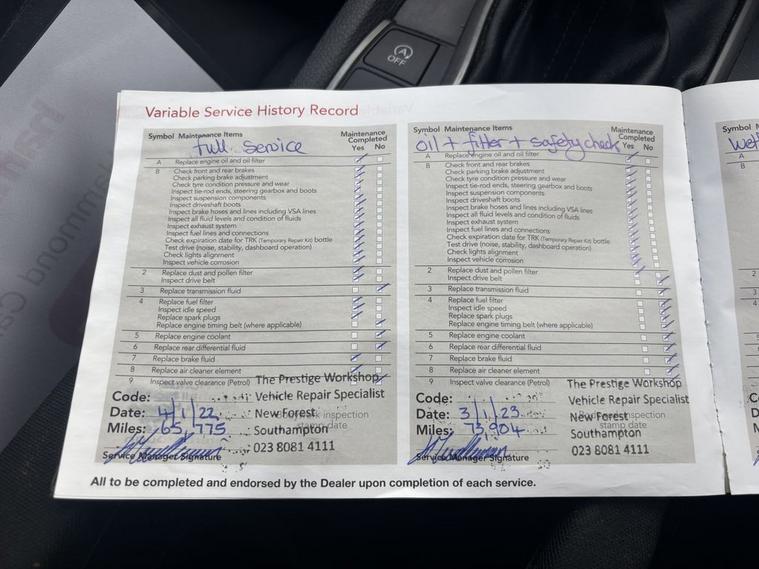 OFF
Variable Service History Record
Symbol Maintenance Items
Maintenance Completed
Yes No
full service
A Replace engine oil and oil filter
B Check front and rear brakes
Check parking brake adjustment
Check tyre condition pressure and wear
Inspect tie-rod ends, steering gearbox and boots
Inspect suspension components
Inspect driveshaft boots
Inspect brake hoses and lines including VSA lines
Inspect all fluid levels and condition of fluids
Inspect exhaust system
Inspect fuel lines and connections
Check expiration date for TRK (Temporary Repair Kit) bottle
Test drive (noise, stability, dashboard operation)
Check lights alignment
Inspect vehicle corrosion
2 Replace dust and pollen filter
Inspect drive belt
3 Replace transmission fluid
4 Replace fuel filter
Inspect idle speed
Replace spark plugs
Replace engine timing belt (where applicable)
5 Replace engine coolant
6 Replace rear differential fluid
7 Replace brake fluid
8 Replace air cleaner element
9 Inspect valve clearance (Petrol)
The Prestige Workshop
Code:
Vehicle Repair Specialist
Date: 4/1/22
New Forest
inspection
Miles: 65,775
Southampton
stamp date
023 8081 4111
Service Manager Signature
Symbol Maintenance Items
Maintenance Completed
Yes No
oil + filter + safety check
A Replace engine oil and oil filter
B Check front and rear brakes
Check parking brake adjustment
Check tyre condition pressure and wear
Inspect tie-rod ends, steering gearbox and boots
Inspect suspension components
Inspect driveshaft boots
Inspect brake hoses and lines including VSA lines
Inspect all fluid levels and condition of fluids
Inspect exhaust system
Inspect fuel lines and connections
Check expiration date for TRK (Temporary Repair Kit) bottle
Test drive (noise, stability, dashboard operation)
Check lights alignment
Inspect vehicle corrosion
2 Replace dust and pollen filter
Inspect drive belt
3 Replace transmission fluid
4 Replace fuel filter
Inspect idle speed
Replace spark plugs
Replace engine timing belt (where applicable)
5 Replace engine coolant
6 Replace rear differential fluid
7 Replace brake fluid
8 Replace air cleaner element
9 Inspect valve clearance (Petrol)
The Prestige Workshop
Code:
Vehicle Repair Specialist
Date: 3/1/23
New Forest
inspection
Miles: 73,904
Southampton
stamp date
023 8081 4111
Service Manager Signature
All to be completed and endorsed by the Dealer upon completion of each service.
Symbol
A
B
2
3
4